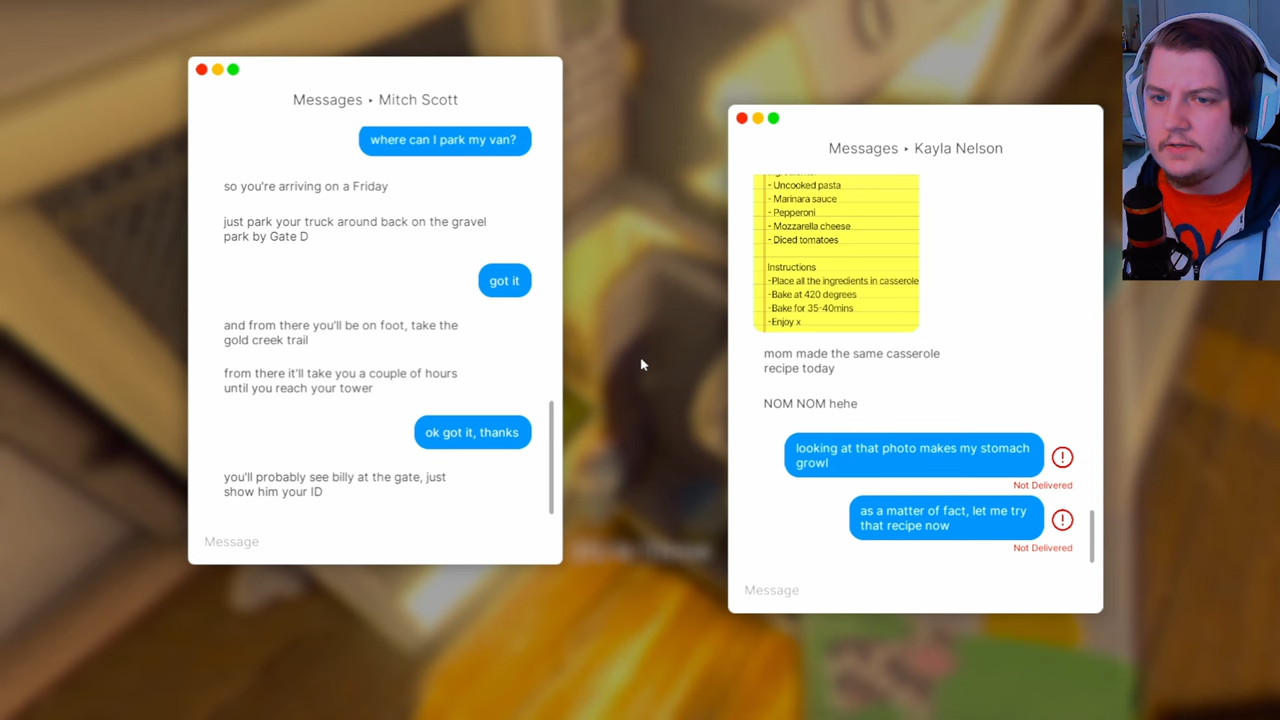 Messages ‣ Mitch Scott
where can I park my van?
so you're arriving on a Friday
just park your truck around back on the gravel
park by Gate D
got it
and from there you'll be on foot, take the
gold creek trail
from there it'll take you a couple of hours
until you reach your tower
ok got it, thanks
you'll probably see billy at the gate, just
show him your ID
Message
Messages ‣ Kayla Nelson
- Uncooked pasta
- Marinara sauce
- Pepperoni
- Mozzarella cheese
- Diced tomatoes
Instructions
-Place all the ingredients in casserole
-Bake at 420 degrees
-Bake for 35-40mins
-Enjoy x
mom made the same casserole
recipe today
NOM NOM hehe
looking at that photo makes my stomach
growl
Not Delivered
as a matter of fact, let me try
that recipe now
Not Delivered
Message